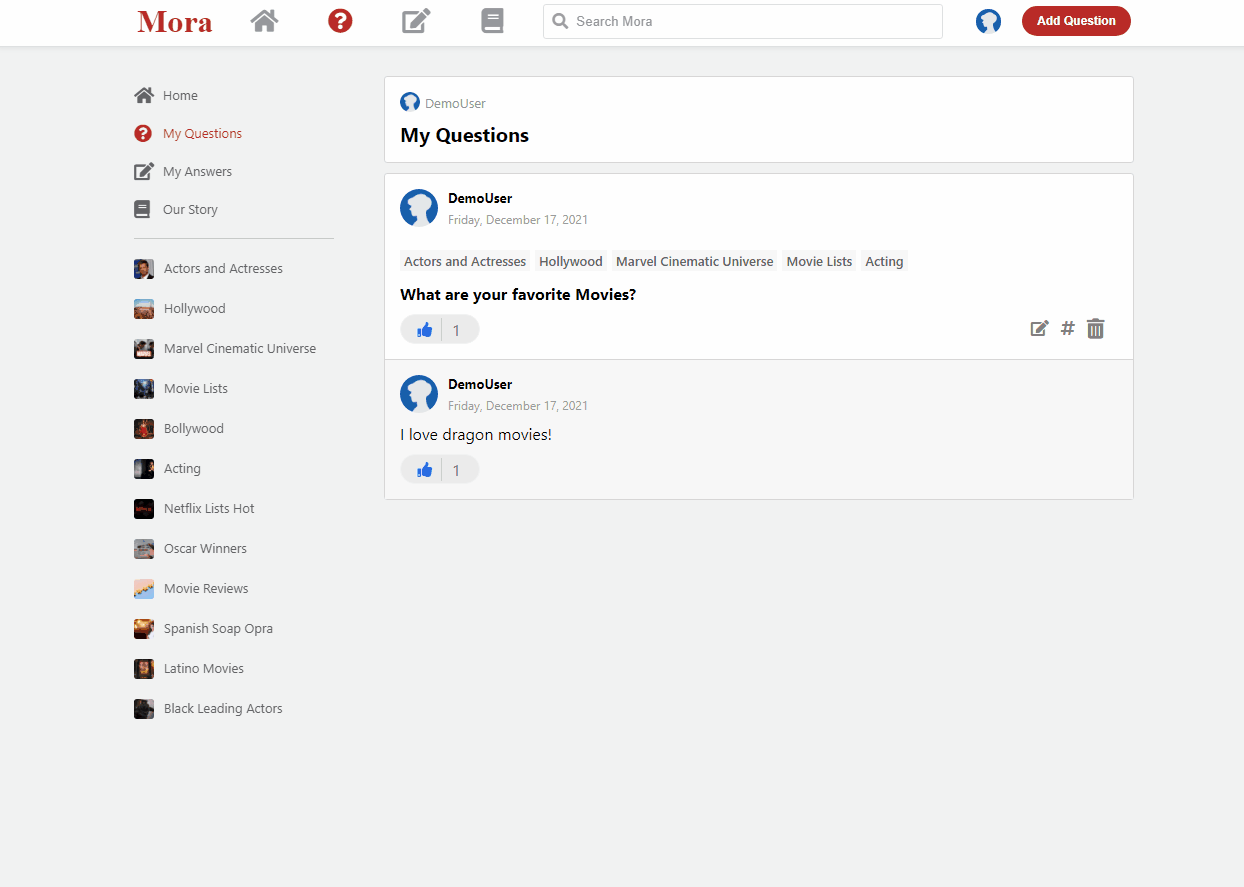 Mora
Search Mora
Add Question
Home
My Questions
My Answers
Our Story
Actors and Actresses
Hollywood
Marvel Cinematic Universe
Movie Lists
Bollywood
Acting
Netflix Lists Hot
Oscar Winners
Movie Reviews
Spanish Soap Opra
Latino Movies
Black Leading Actors
DemoUser
My Questions
DemoUser
Friday, December 17, 2021
Actors and Actresses Hollywood Marvel Cinematic Universe Movie Lists Acting
What are your favorite Movies?
1
#
DemoUser
Friday, December 17, 2021
I love dragon movies!
1